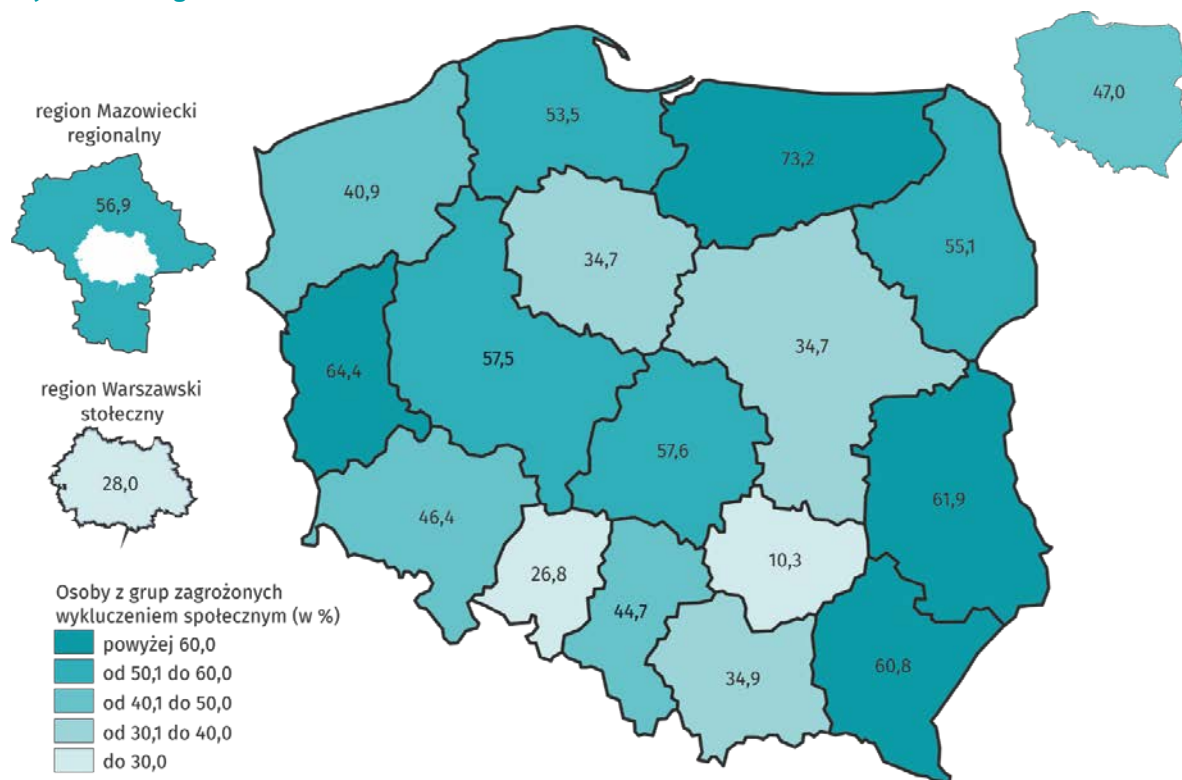 47,0
region Mazowiecki
regionalny
56,9
region Warszawski
stołeczny
28,0
53,5
73,2
40,9
34,7
55,1
64,4
57,5
34,7
57,6
61,9
46,4
26,8
44,7
10,3
34,9
60,8
Osoby z grup zagrożonych
wykluczeniem społecznym (w %)
powyżej 60,0
od 50,1 do 60,0
od 40,1 do 50,0
od 30,1 do 40,0
do 30,0